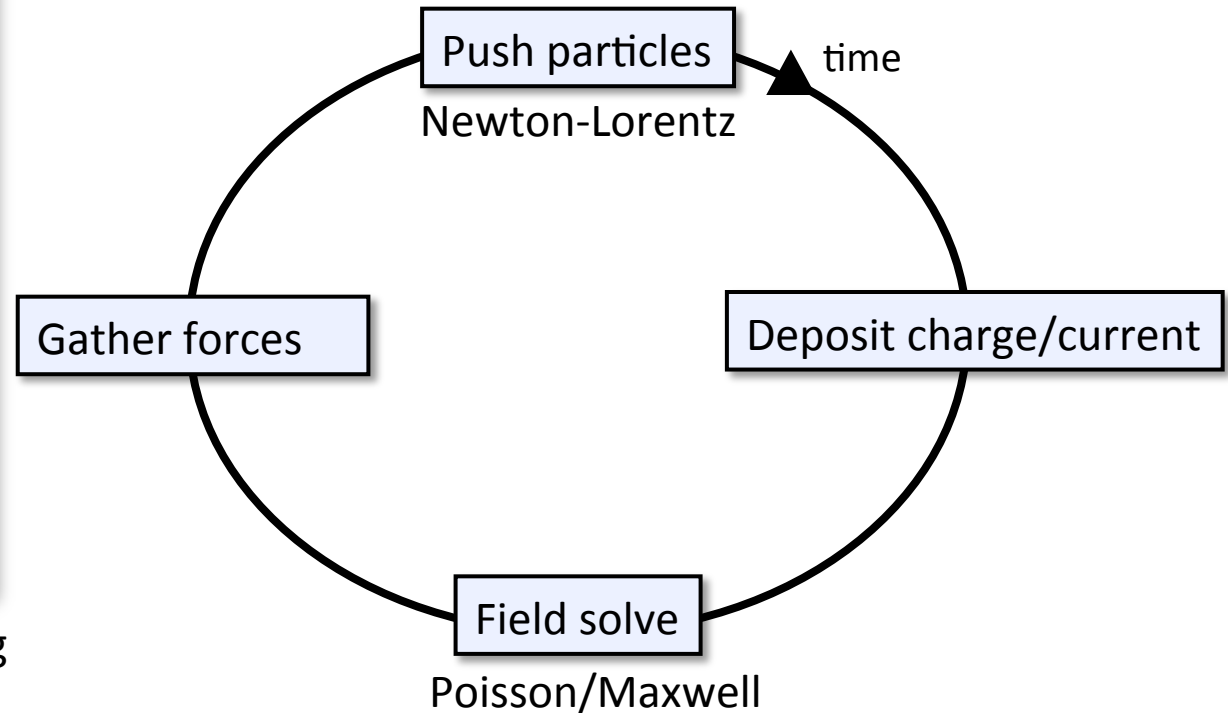 Push particles
time
Newton-Lorentz
Gather forces
Deposit charge/current
Field solve
Poisson/Maxwell